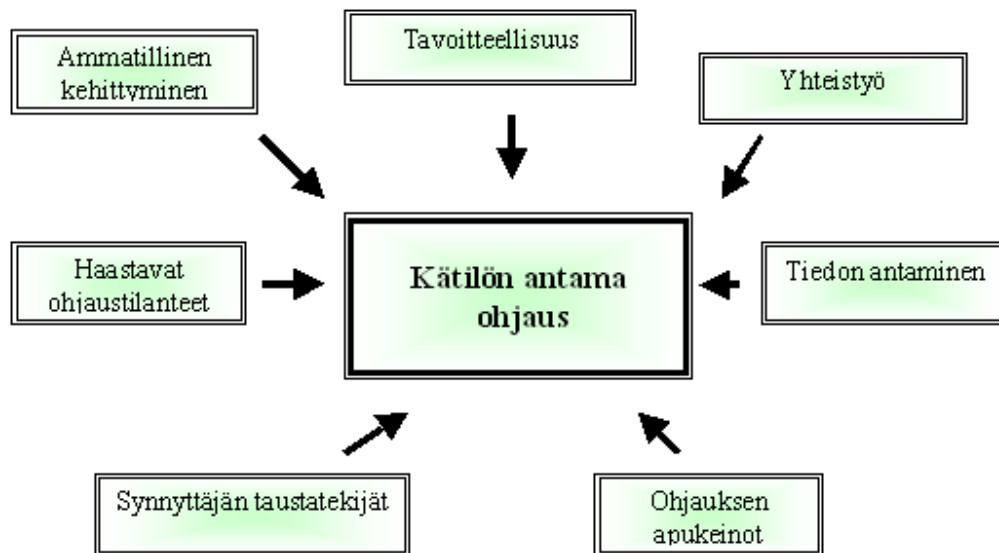 Ammatillinen
kehittyminen
Tavoitteellisuus
Yhteistyö
Haastavat
ohjaustilanteet
Kätilön antama
ohjaus
Tiedon antaminen
Synnyttäjän taustatekijät
Ohjauksen
apukeinot